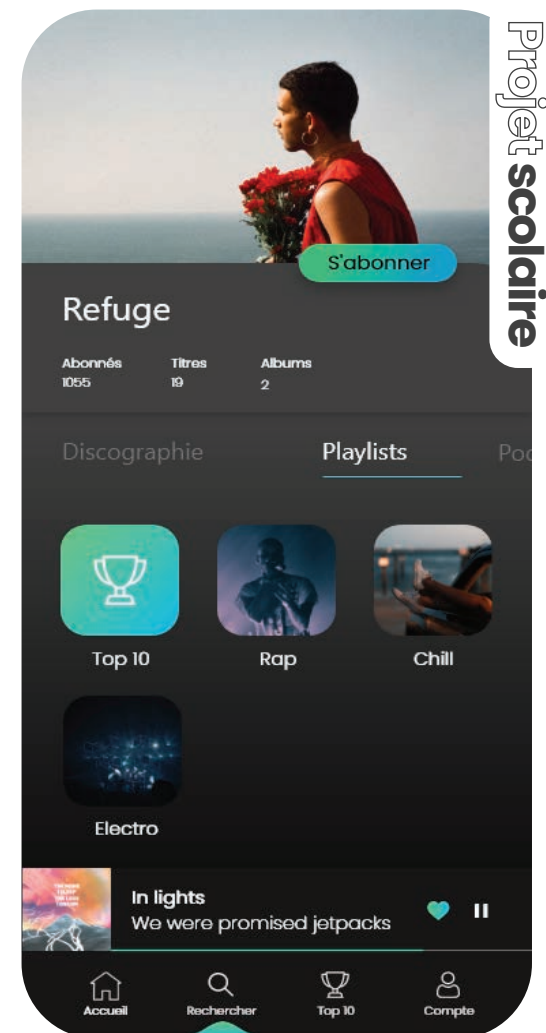 Projet scolaire
S'abonner
Refuge
Abonnés Titres Albums
1055 19 2
Discographie Playlists Poc
Top 10 Rap Chill
Electro
In lights
We were promised jetpacks
Accueil Rechercher Top 10 Compte